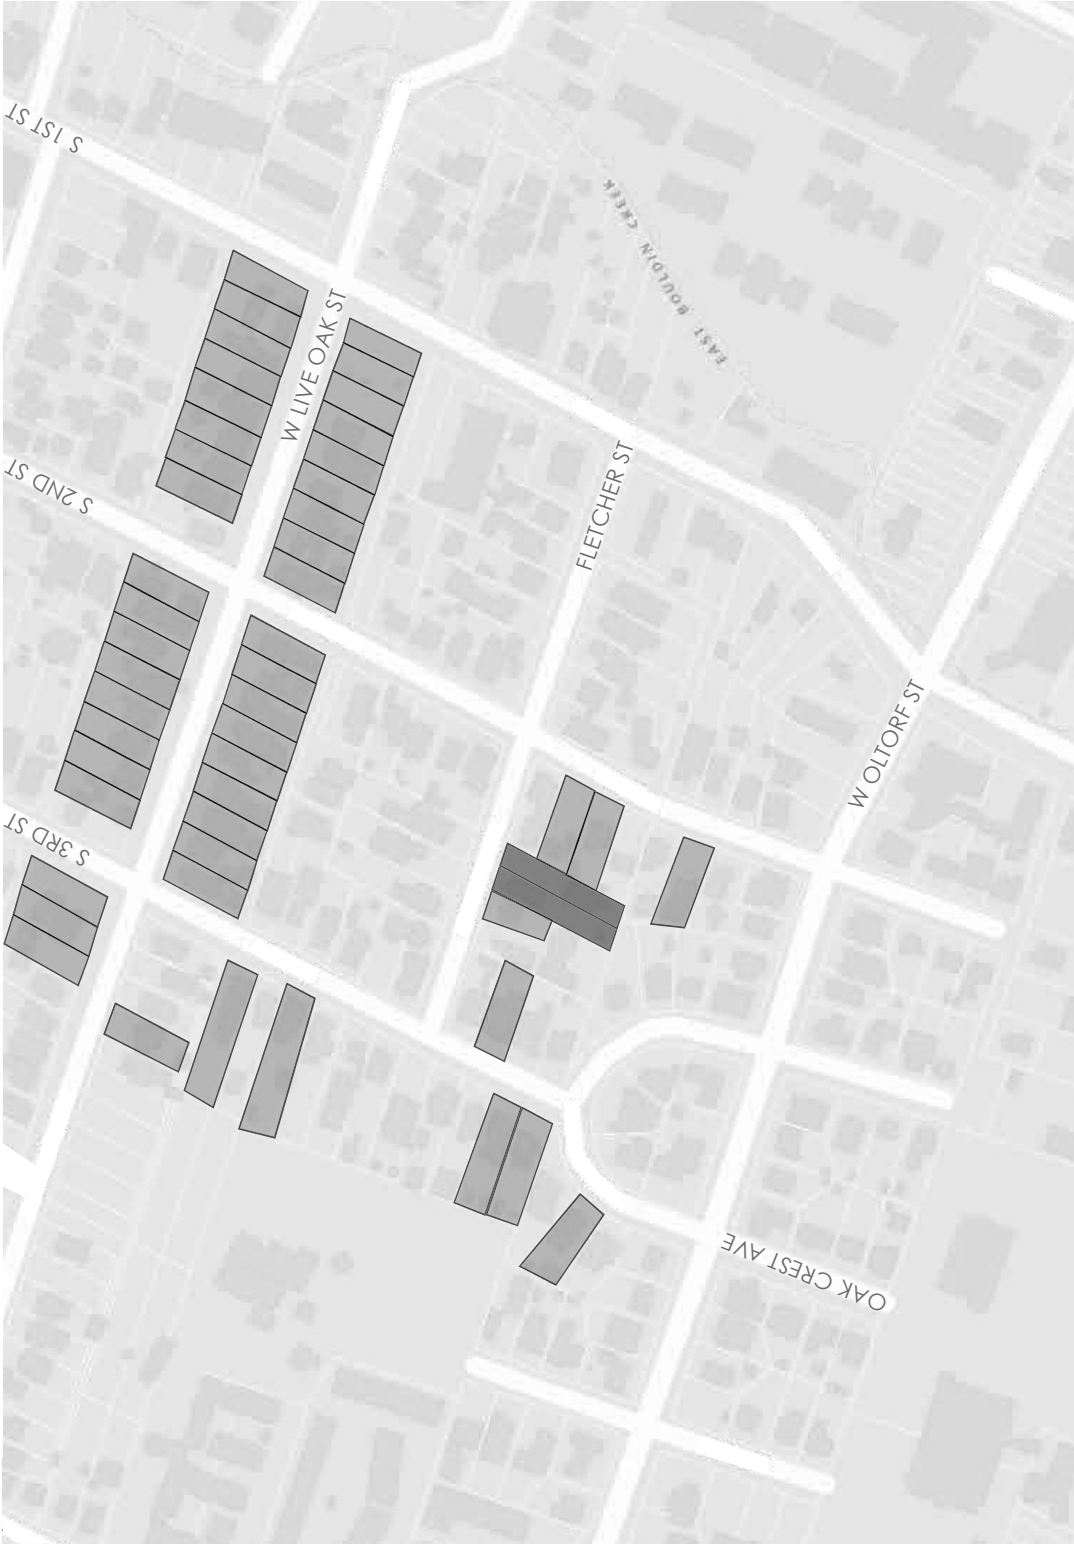 S 1ST ST
EAST BOULDIN CREEK
W LIVE OAK ST
FLETCHER ST
S 2ND ST
W OLTORF ST
S 3RD ST
OAK CREST AVE